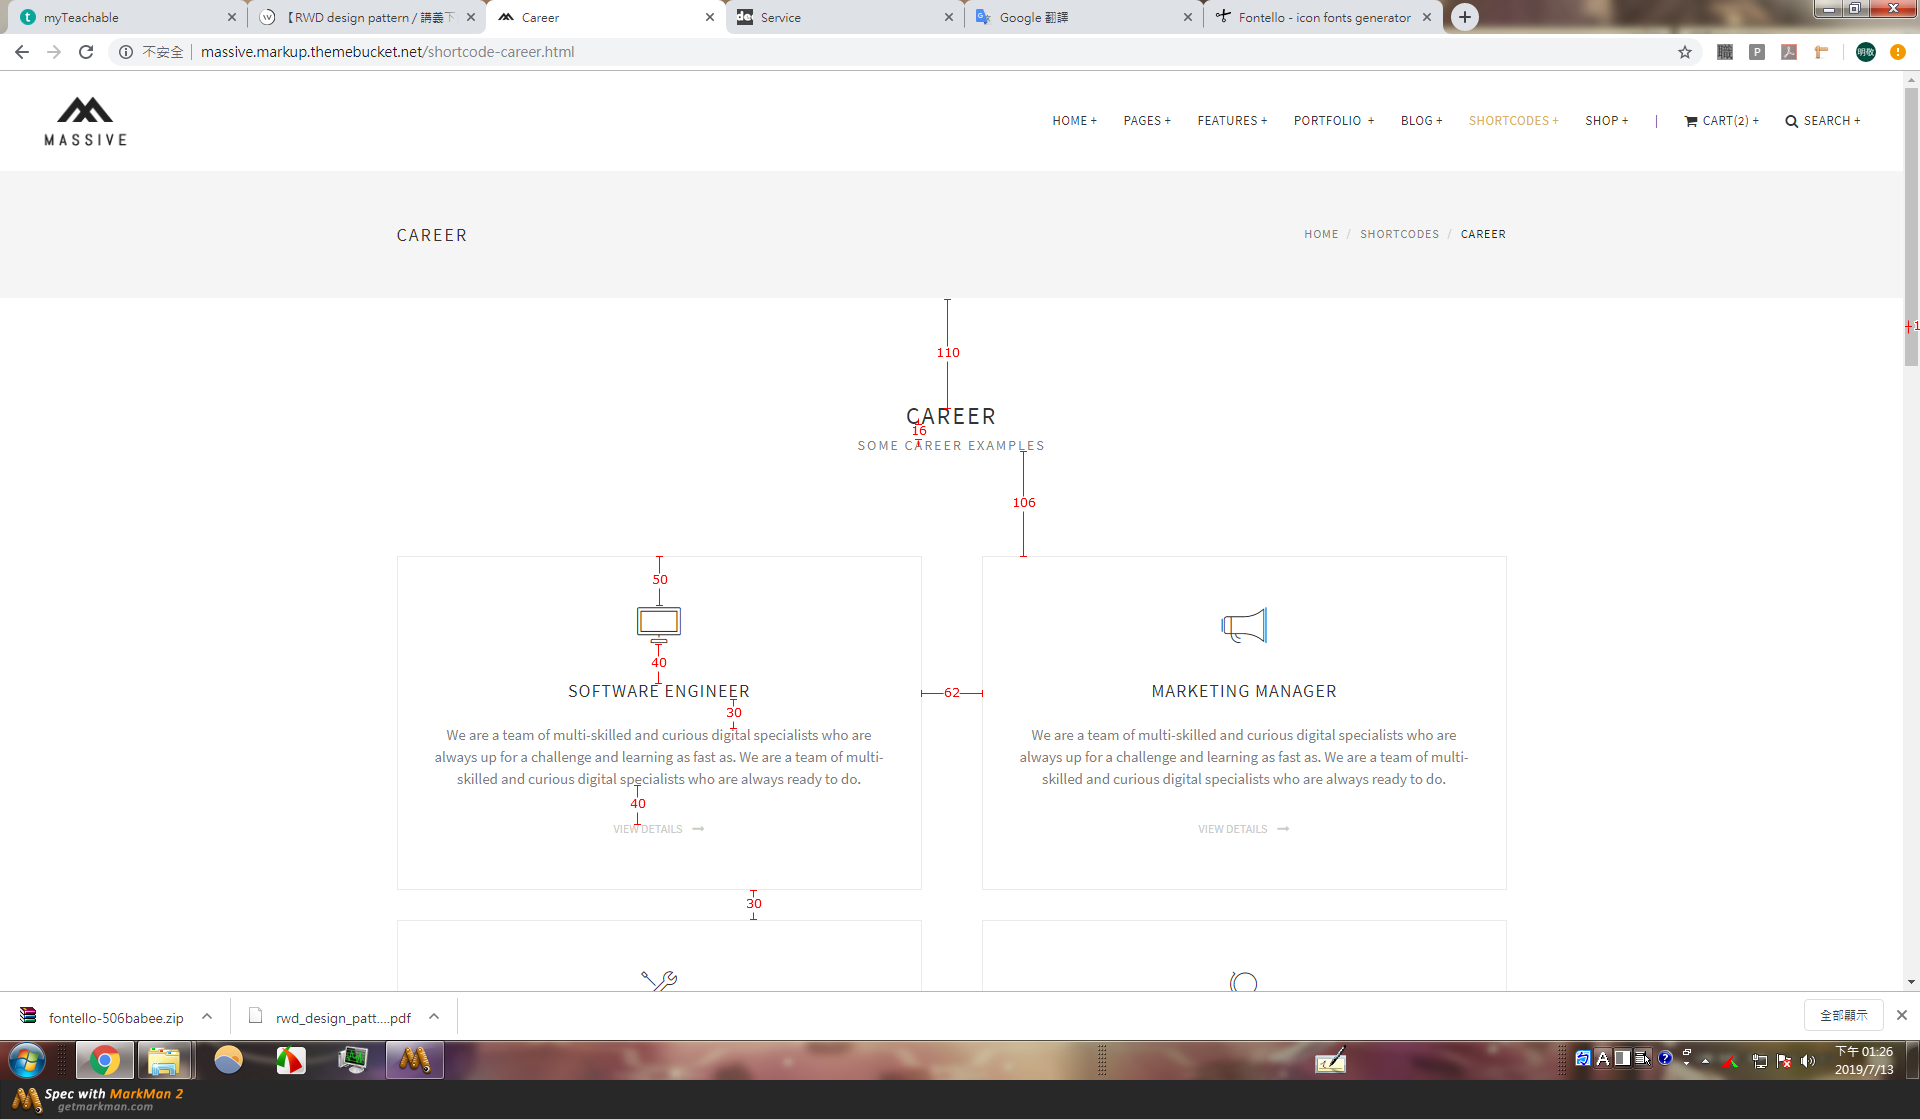 myTeachable
【RWD design pattern / 講義下
Career
Service
Google 翻譯
Fontello - icon fonts generator
不安全
massive.markup.themebucket.net/shortcode-career.html
MASSIVE
HOME +
PAGES +
FEATURES +
PORTFOLIO +
BLOG +
SHORTCODES +
SHOP +
|
CART(2) +
SEARCH +
CAREER
HOME / SHORTCODES / CAREER
110
CAREER
16
SOME CAREER EXAMPLES
106
50
40
SOFTWARE ENGINEER
30
We are a team of multi-skilled and curious digital specialists who are
always up for a challenge and learning as fast as. We are a team of multi-
skilled and curious digital specialists who are always ready to do.
40
VIEW DETAILS
62
MARKETING MANAGER
We are a team of multi-skilled and curious digital specialists who are
always up for a challenge and learning as fast as. We are a team of multi-
skilled and curious digital specialists who are always ready to do.
VIEW DETAILS
30
fontello-506babee.zip
rwd_design_patt....pdf
全部顯示
下午 01:26
2019/7/13
Spec with MarkMan 2
getmarkman.com